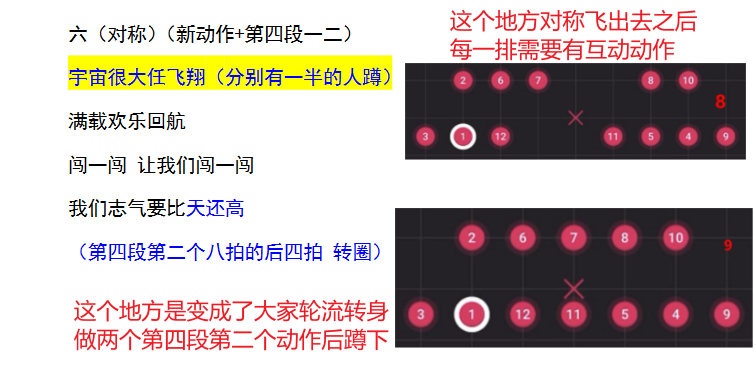 六（对称）（新动作+第四段一二）
宇宙很大任飞翔（分别有一半的人蹲）
满载欢乐回航
闯一闯 让我们闯一闯
我们志气要比天还高
（第四段第二个八拍的后四拍 转圈）
这个地方是变成了大家轮流转身
做两个第四段第二个动作后蹲下
这个地方对称飞出去之后
每一排需要有互动动作
2 6 7 8 10
8
3 1 12 11 5 4 9
2 6 7 8 10
9
3 1 12 11 5 4 9